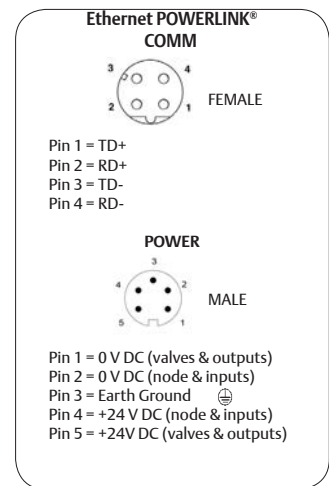 Ethernet POWERLINK®
COMM
3 4
2 1
FEMALE
Pin 1 = TD+
Pin 2 = RD+
Pin 3 = TD-
Pin 4 = RD-
POWER
3
4 2
5 1
MALE
Pin 1 = 0 V DC (valves & outputs)
Pin 2 = 0 V DC (node & inputs)
Pin 3 = Earth Ground
Pin 4 = +24 V DC (node & inputs)
Pin 5 = +24V DC (valves & outputs)